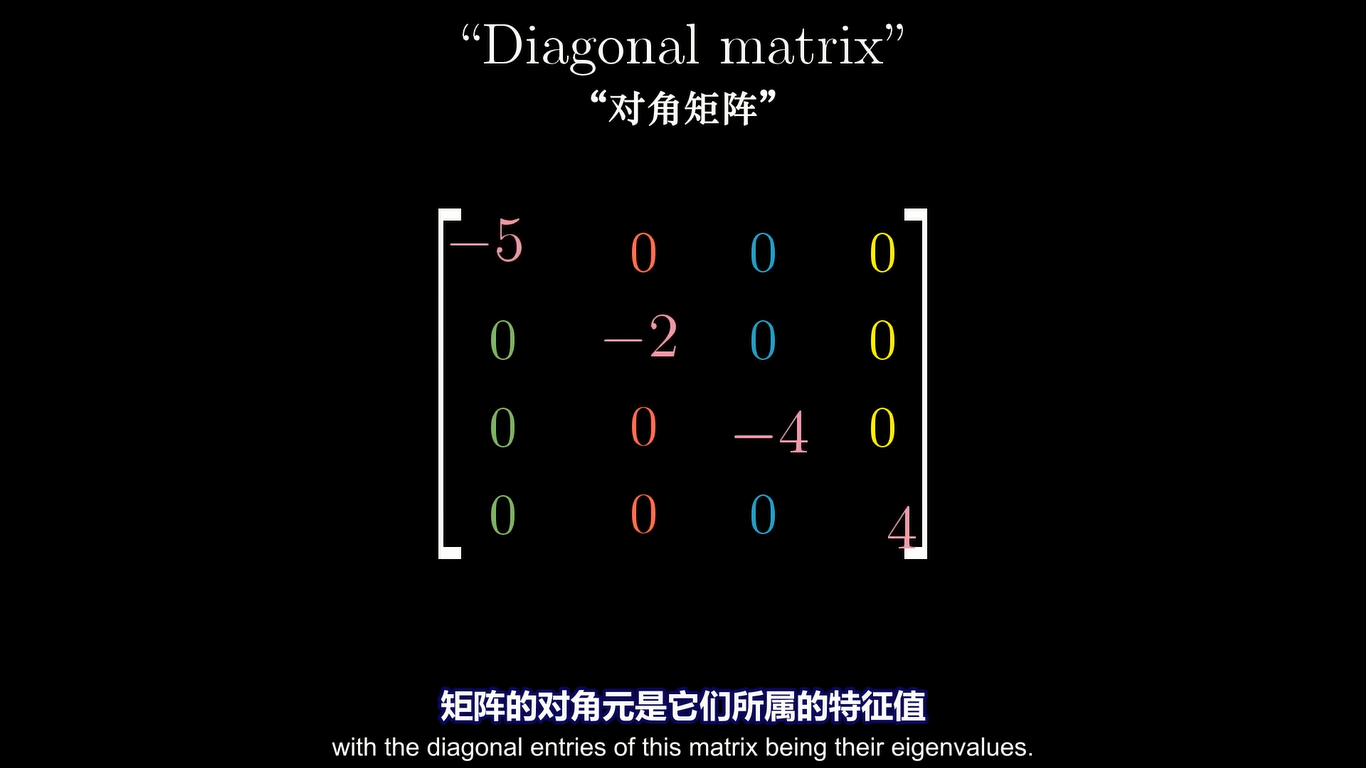 “Diagonal matrix”
“对角矩阵”
−5 0 0 0
0 −2 0 0
0 0 −4 0
0 0 0 4
矩阵的对角元是它们所属的特征值
with the diagonal entries of this matrix being their eigenvalues.